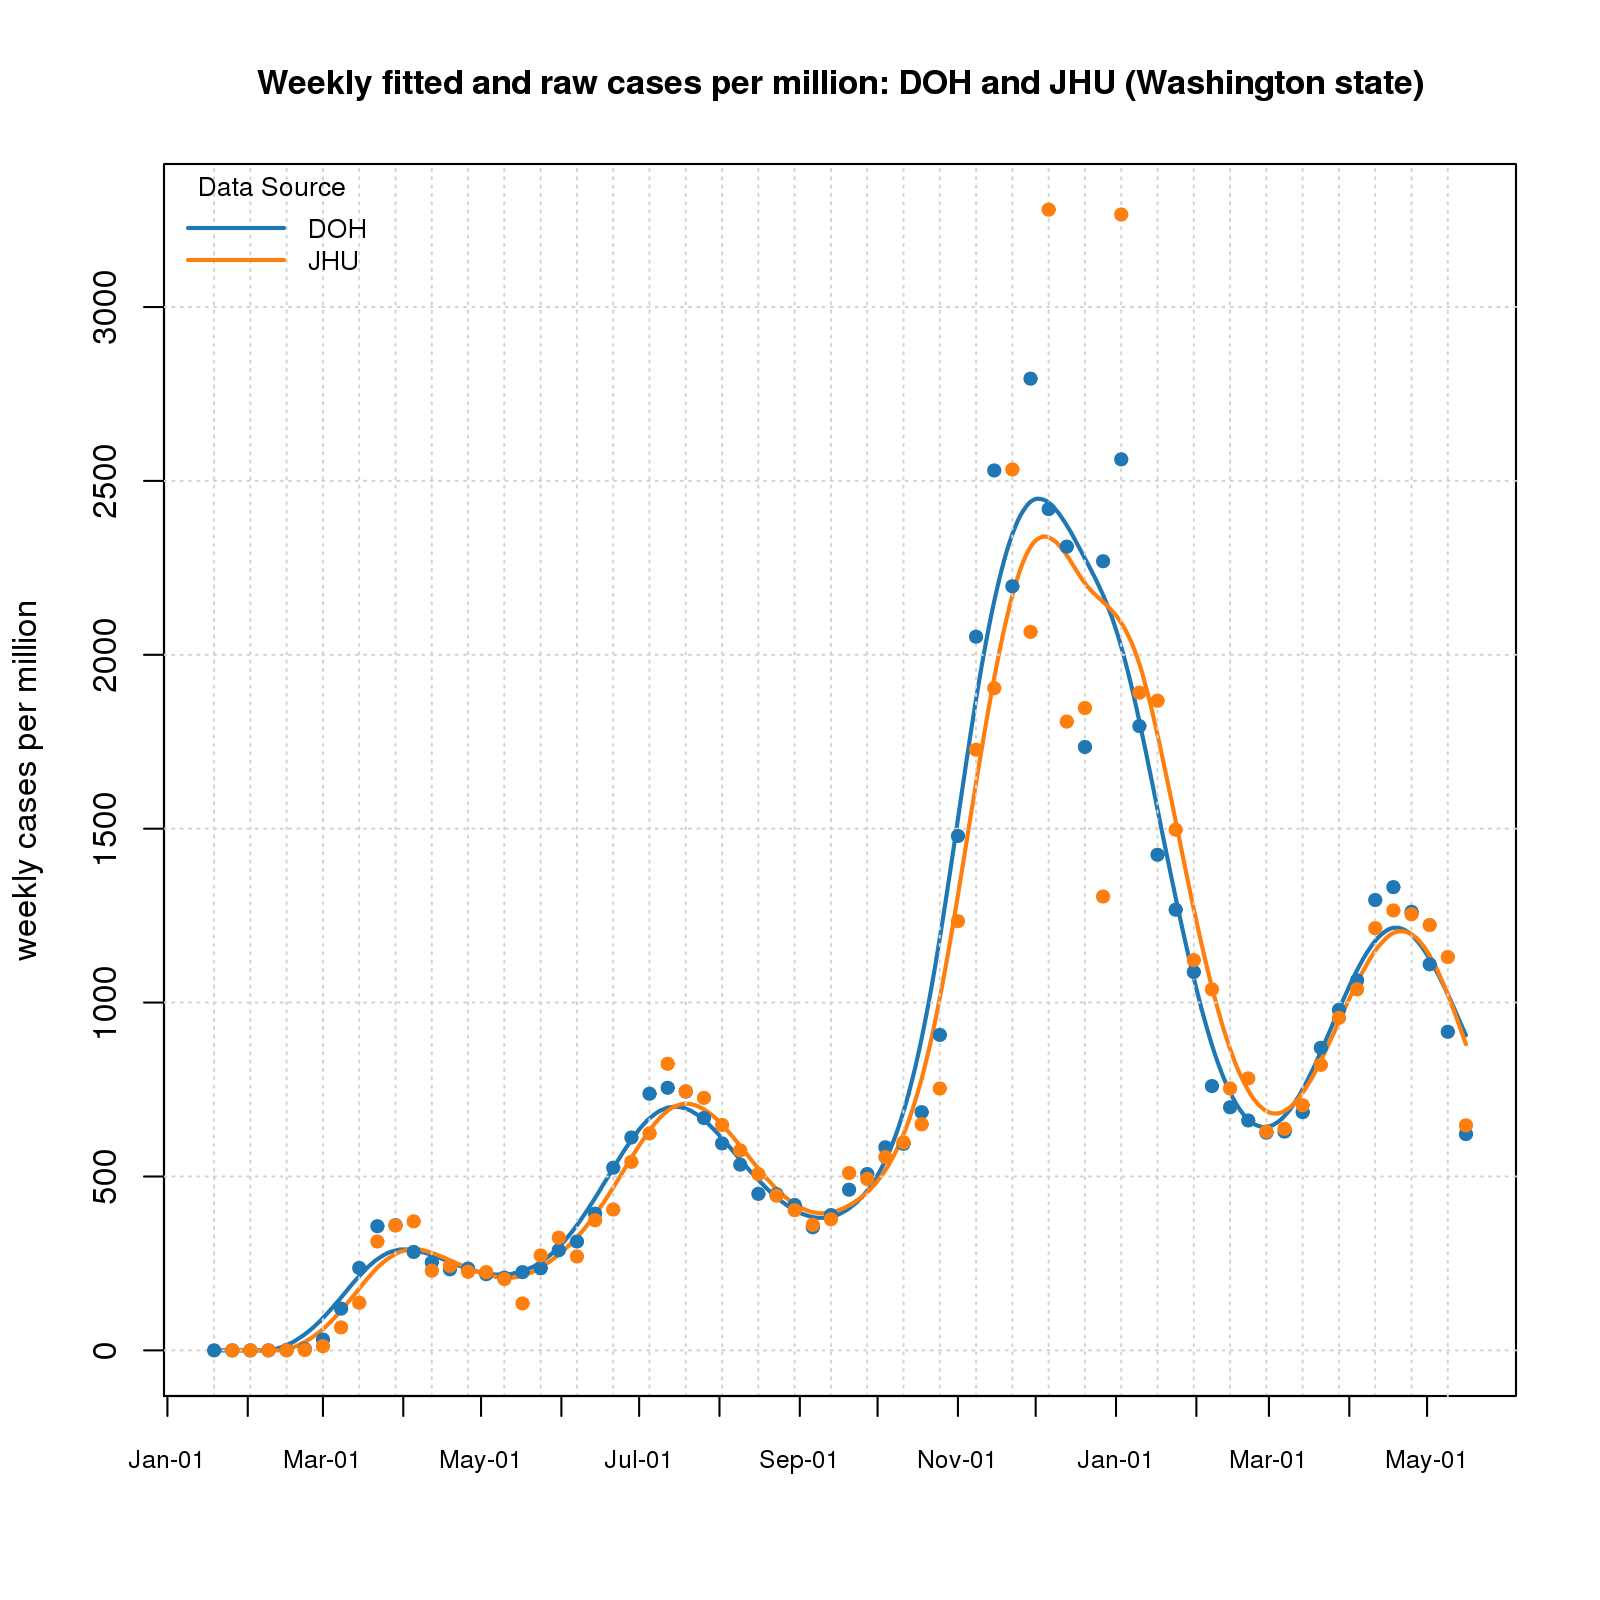 Weekly fitted and raw cases per million: DOH and JHU (Washington state)
Data Source
DOH
JHU
weekly cases per million
3000
2500
2000
1500
1000
500
0
Jan-01 Mar-01 May-01 Jul-01 Sep-01 Nov-01 Jan-01 Mar-01 May-01